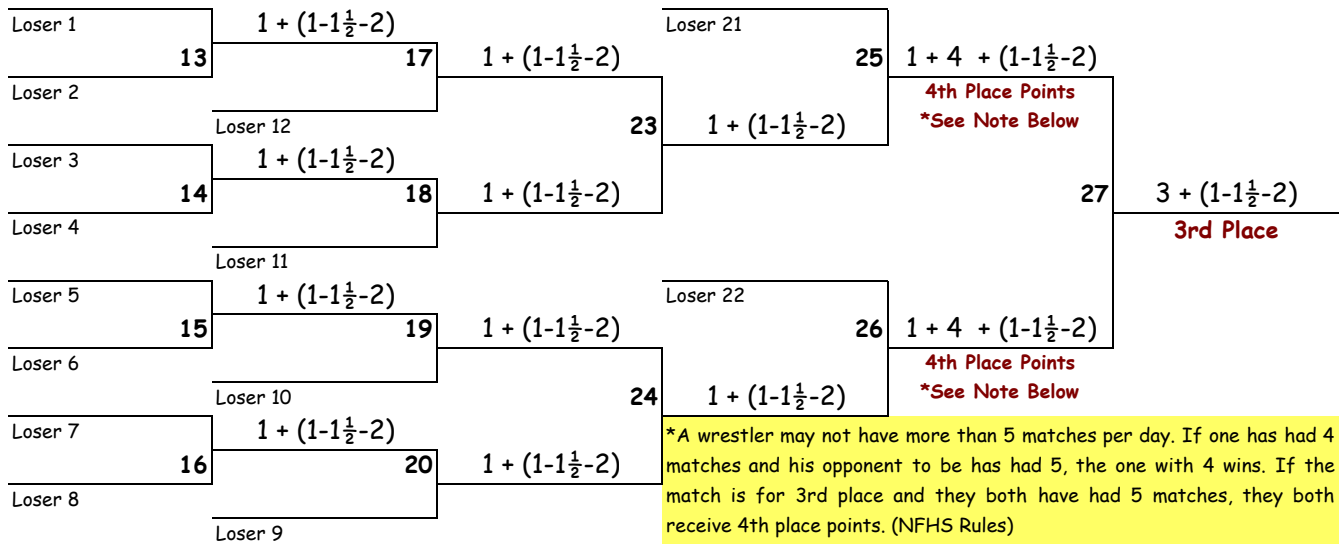 Loser 1
1 + (1-1½-2)
Loser 21
13
17
1 + (1-1½-2)
25
1 + 4 + (1-1½-2)
Loser 2
4th Place Points
Loser 12
23
1 + (1-1½-2)
*See Note Below
Loser 3
1 + (1-1½-2)
14
18
1 + (1-1½-2)
27
3 + (1-1½-2)
Loser 4
3rd Place
Loser 11
Loser 5
1 + (1-1½-2)
Loser 22
15
19
1 + (1-1½-2)
26
1 + 4 + (1-1½-2)
Loser 6
4th Place Points
Loser 10
24
1 + (1-1½-2)
*See Note Below
Loser 7
1 + (1-1½-2)
16
20
1 + (1-1½-2)
Loser 8
Loser 9
*A wrestler may not have more than 5 matches per day. If one has had 4
matches and his opponent to be has had 5, the one with 4 wins. If the
match is for 3rd place and they both have had 5 matches, they both
receive 4th place points. (NFHS Rules)